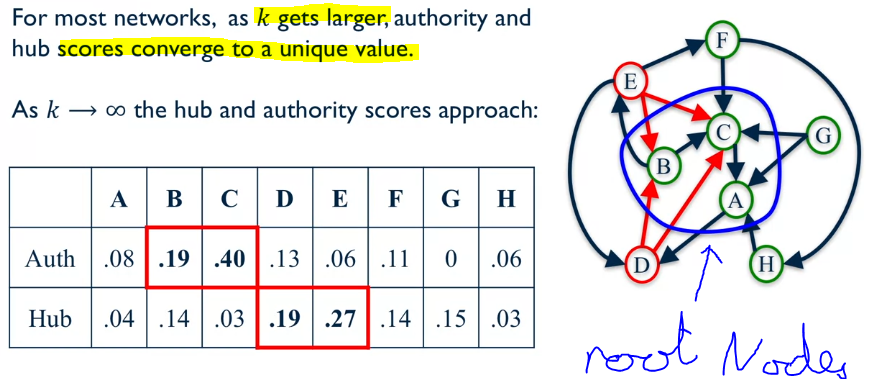 For most networks, as k gets larger, authority and
hub scores converge to a unique value.
As k → ∞ the hub and authority scores approach:
A B C D E F G H
Auth .08 .19 .40 .13 .06 .11 0 .06
Hub .04 .14 .03 .19 .27 .14 .15 .03
F
E
C
G
B
A
D
H
root Nodes